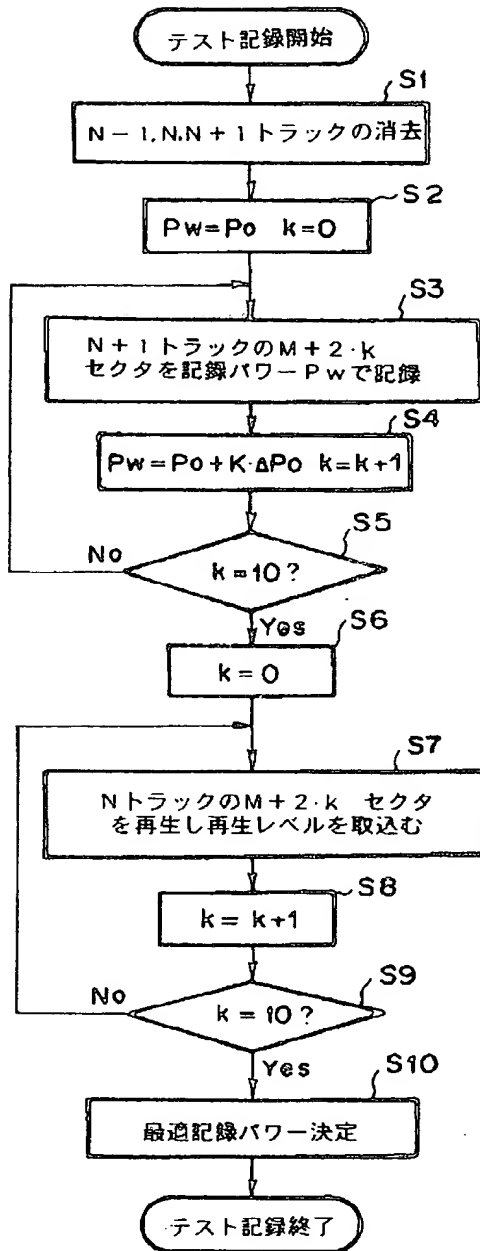 テスト記録開始
S1
N-1,N,N+1トラックの消去
S2
Pw=Po k=0
S3
N+1トラックのM+2·k
セクタを記録パワーPwで記録
S4
Pw=Po+K·ΔPo k=k+1
S5
No
k=10?
Yes
S6
k=0
S7
NトラックのM+2·k セクタ
を再生し再生レベルを取込む
S8
k=k+1
S9
No
k=10?
Yes
S10
最適記録パワー決定
テスト記録終了